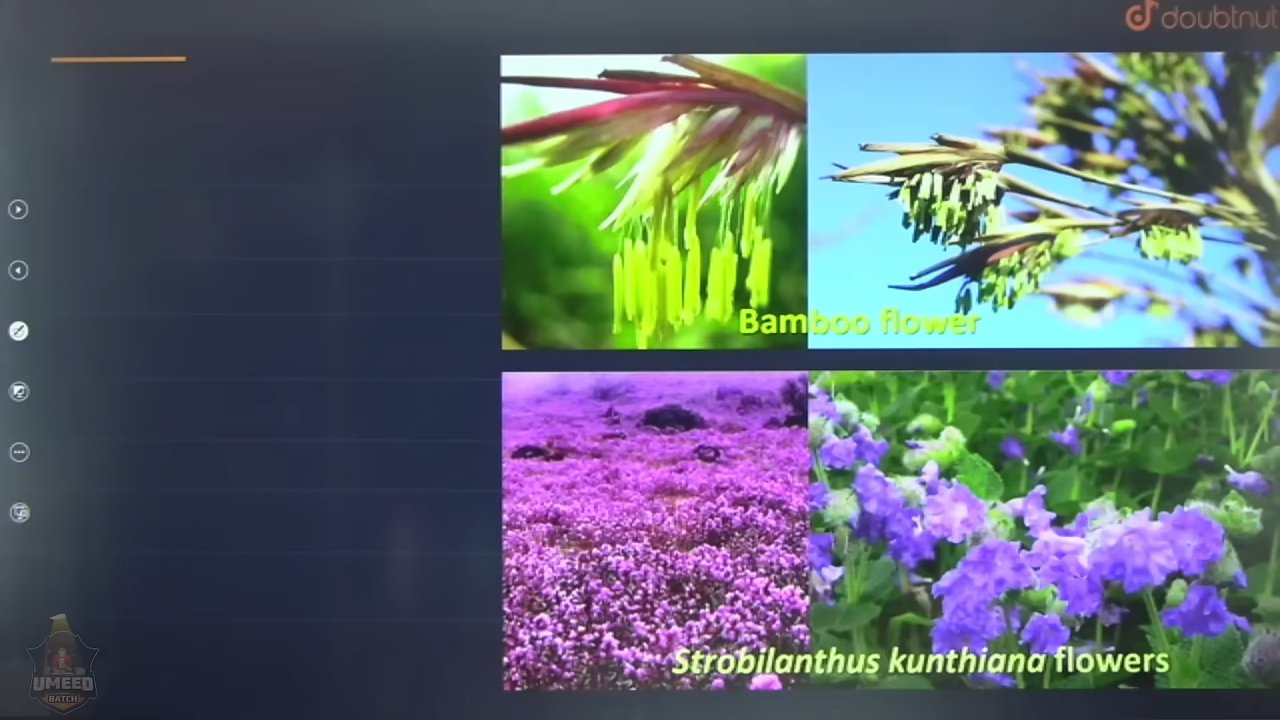 doubtnut
Bamboo flower
Strobilanthus kunthiana flowers
UMEED
BATCH